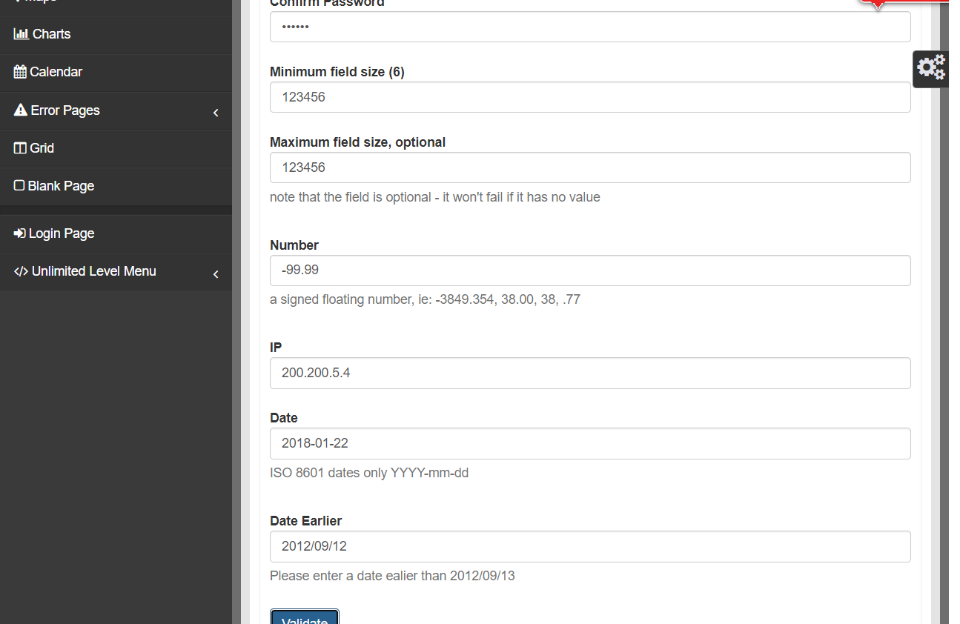 Maps
Charts
Calendar
Error Pages
Grid
Blank Page
Login Page
Unlimited Level Menu
Confirm Password
••••••
Minimum field size (6)
123456
Maximum field size, optional
123456
note that the field is optional - it won't fail if it has no value
Number
-99.99
a signed floating number, ie: -3849.354, 38.00, 38, .77
IP
200.200.5.4
Date
2018-01-22
ISO 8601 dates only YYYY-mm-dd
Date Earlier
2012/09/12
Please enter a date ealier than 2012/09/13
Validate